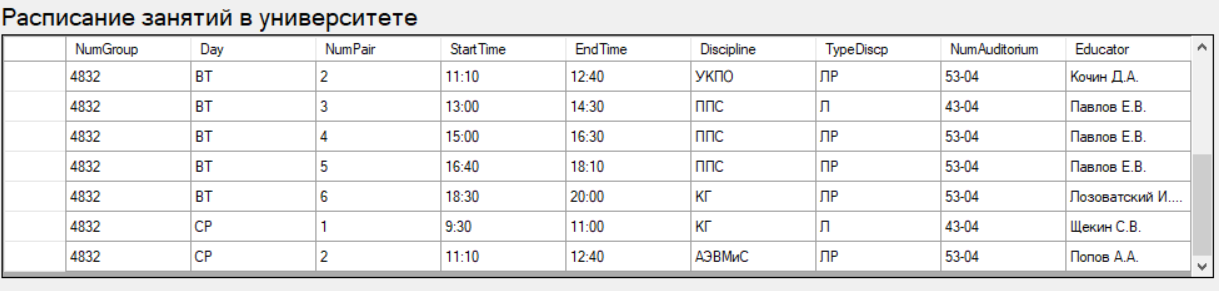 Расписание занятий в университете
NumGroup Day NumPair StartTime EndTime Discipline TypeDiscp NumAuditorium Educator
4832 ВТ 2 11:10 12:40 УКПО ЛР 53-04 Кочин Д.А.
4832 ВТ 3 13:00 14:30 ППС Л 43-04 Павлов Е.В.
4832 ВТ 4 15:00 16:30 ППС ЛР 53-04 Павлов Е.В.
4832 ВТ 5 16:40 18:10 ППС ПР 53-04 Павлов Е.В.
4832 ВТ 6 18:30 20:00 КГ ЛР 53-04 Лозоватский И....
4832 СР 1 9:30 11:00 КГ Л 43-04 Щекин С.В.
4832 СР 2 11:10 12:40 АЭВМиС ЛР 53-04 Попов А.А.